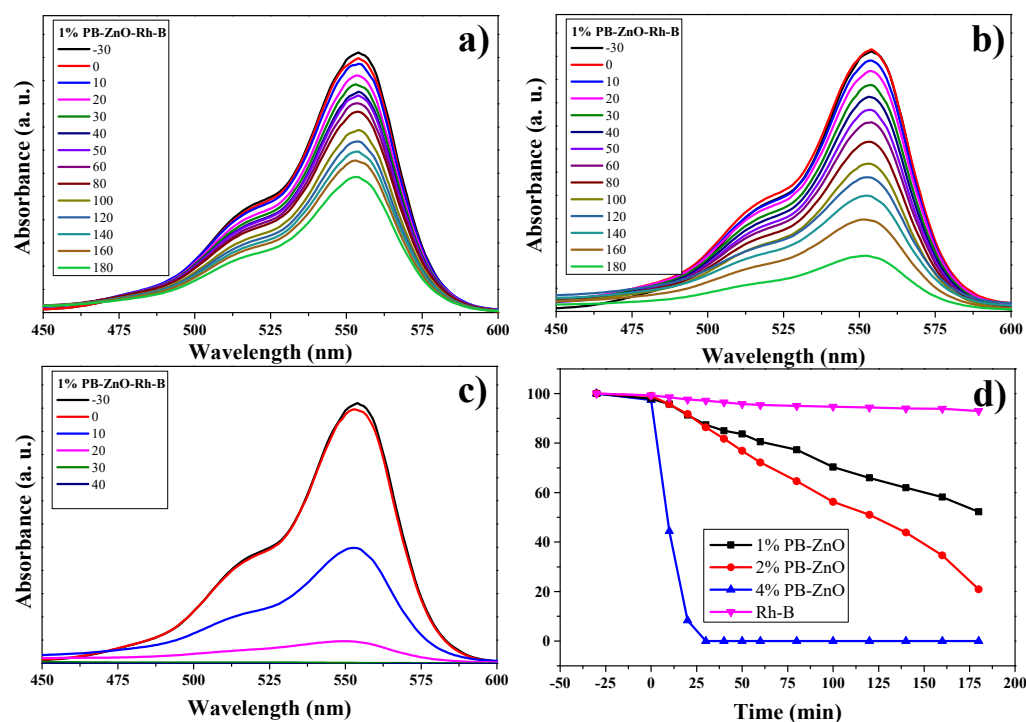 a)
1% PB-ZnO-Rh-B
-30
0
10
20
30
40
50
60
80
100
120
140
160
180
Absorbance (a. u.)
450 475 500 525 550 575 600
Wavelength (nm)
b)
1% PB-ZnO-Rh-B
-30
0
10
20
30
40
50
60
80
100
120
140
160
180
Absorbance (a. u.)
450 475 500 525 550 575 600
Wavelength (nm)
c)
1% PB-ZnO-Rh-B
-30
0
10
20
30
40
Absorbance (a. u.)
450 475 500 525 550 575 600
Wavelength (nm)
d)
100
80
60
40
20
0
1% PB-ZnO
2% PB-ZnO
4% PB-ZnO
Rh-B
-50 -25 0 25 50 75 100 125 150 175 200
Time (min)